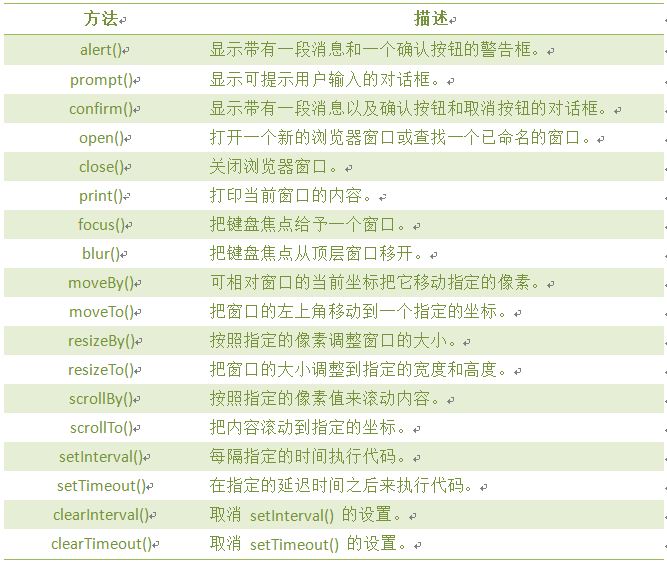 方法 描述
alert() 显示带有一段消息和一个确认按钮的警告框。
prompt() 显示可提示用户输入的对话框。
confirm() 显示带有一段消息以及确认按钮和取消按钮的对话框。
open() 打开一个新的浏览器窗口或查找一个已命名的窗口。
close() 关闭浏览器窗口。
print() 打印当前窗口的内容。
focus() 把键盘焦点给予一个窗口。
blur() 把键盘焦点从顶层窗口移开。
moveBy() 可相对窗口的当前坐标把它移动指定的像素。
moveTo() 把窗口的左上角移动到一个指定的坐标。
resizeBy() 按照指定的像素调整窗口的大小。
resizeTo() 把窗口的大小调整到指定的宽度和高度。
scrollBy() 按照指定的像素值来滚动内容。
scrollTo() 把内容滚动到指定的坐标。
setInterval() 每隔指定的时间执行代码。
setTimeout() 在指定的延迟时间之后来执行代码。
clearInterval() 取消 setInterval() 的设置。
clearTimeout() 取消 setTimeout() 的设置。